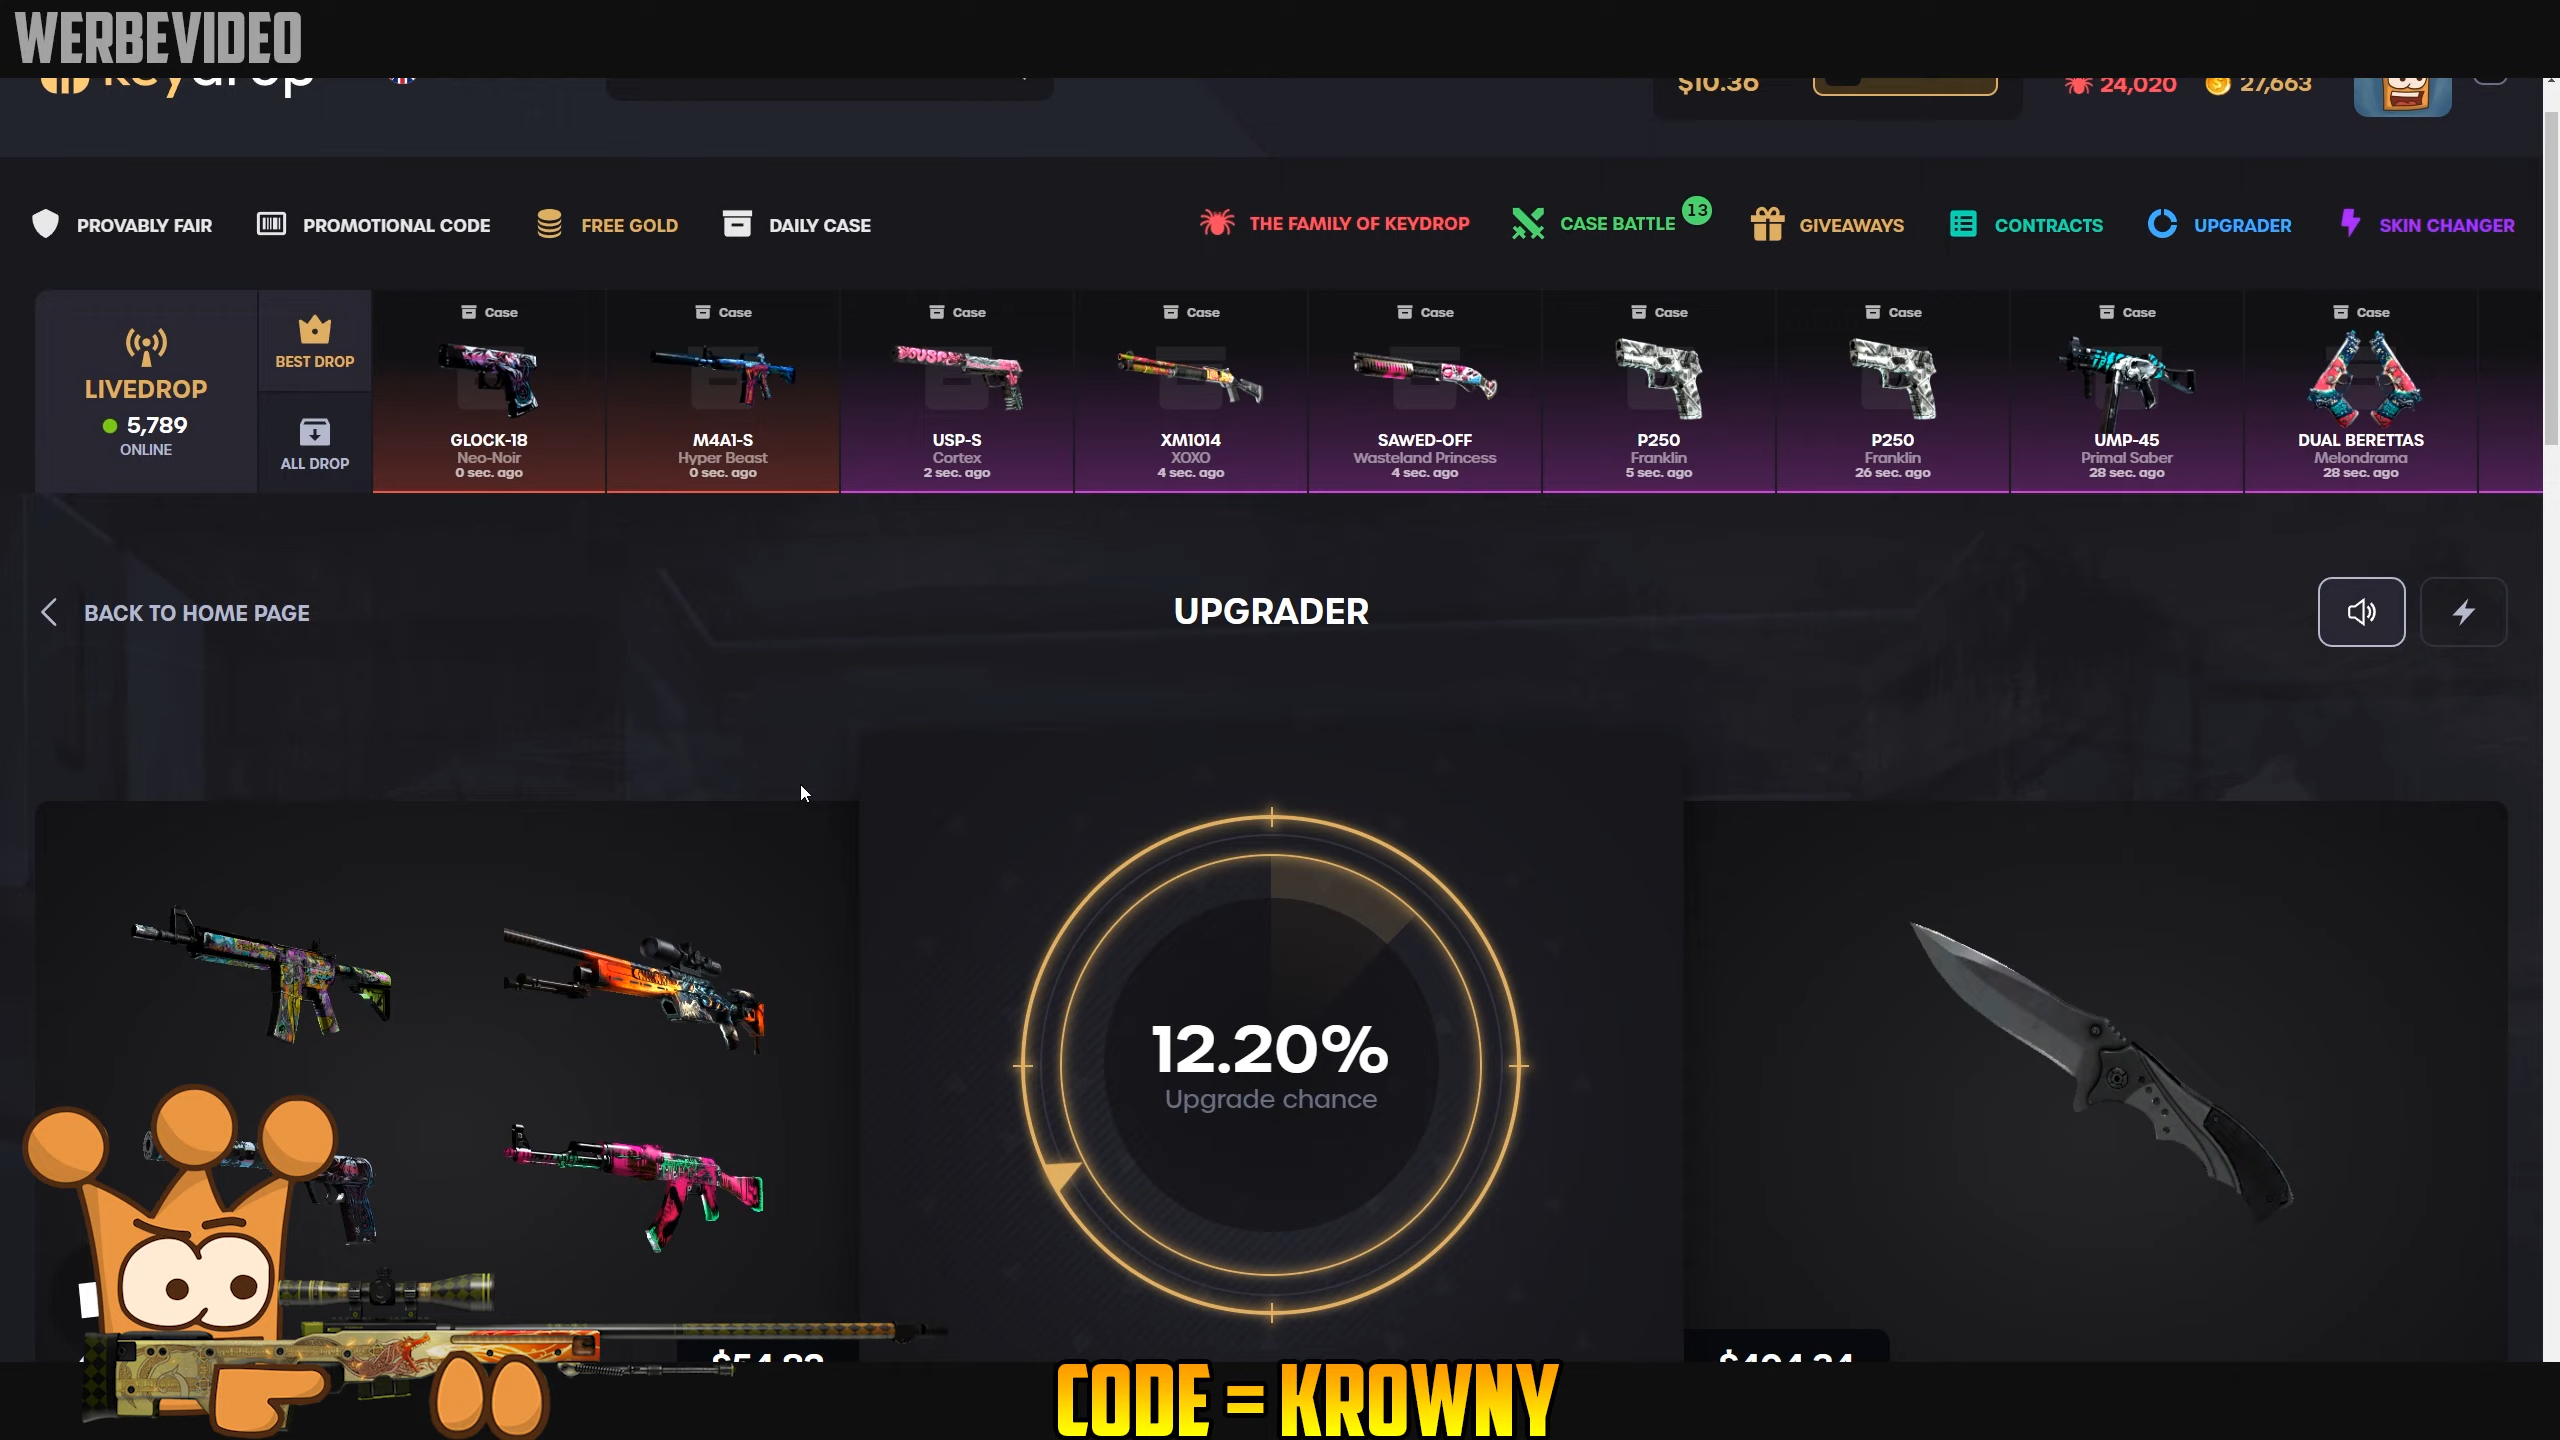 WERBEVIDEO
keydrop
$10.36
24,020
27,663
PROVABLY FAIR
PROMOTIONAL CODE
FREE GOLD
DAILY CASE
THE FAMILY OF KEYDROP
CASE BATTLE
13
GIVEAWAYS
CONTRACTS
UPGRADER
SKIN CHANGER
LIVEDROP
5,789
ONLINE
BEST DROP
ALL DROP
Case
GLOCK-18
Neo-Noir
0 sec. ago
Case
M4A1-S
Hyper Beast
0 sec. ago
Case
USP-S
Cortex
2 sec. ago
Case
XM1014
XOXO
4 sec. ago
Case
SAWED-OFF
Wasteland Princess
4 sec. ago
Case
P250
Franklin
5 sec. ago
Case
P250
Franklin
26 sec. ago
Case
UMP-45
Primal Saber
28 sec. ago
Case
DUAL BERETTAS
Melondrama
28 sec. ago
BACK TO HOME PAGE
UPGRADER
12.20%
Upgrade chance
CODE = KROWNY